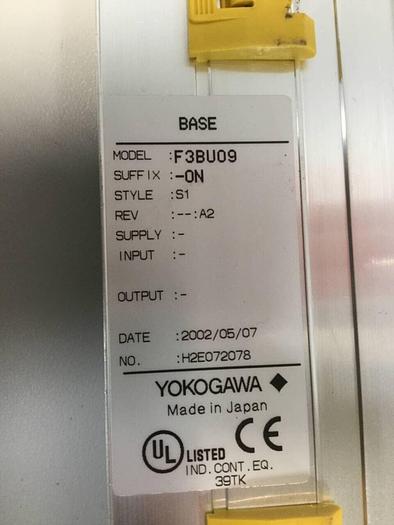 BASE
MODEL :F3BU09
SUFFIX :-0N
STYLE :S1
REV :--:A2
SUPPLY :-
INPUT :-
OUTPUT :-
DATE :2002/05/07
NO. :H2E072078
YOKOGAWA
Made in Japan
UL LISTED CE
IND.CONT.EQ.
39TK